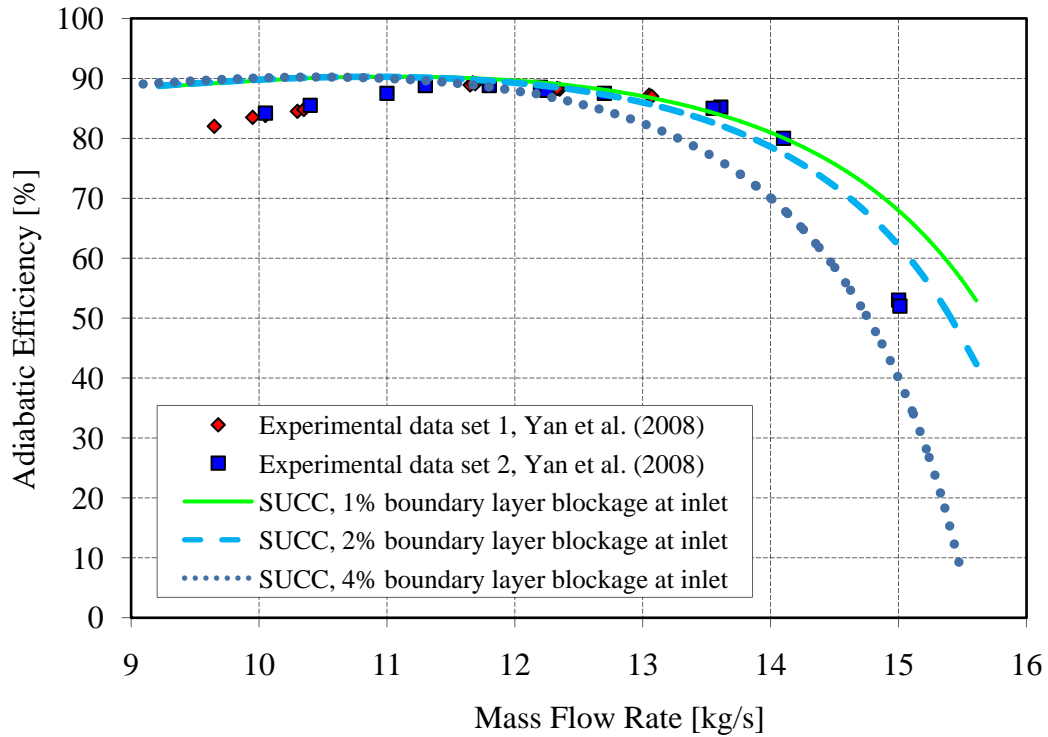 Adiabatic Efficiency [%]
100
90
80
70
60
50
40
30
20
10
0
Experimental data set 1, Yan et al. (2008)
Experimental data set 2, Yan et al. (2008)
SUCC, 1% boundary layer blockage at inlet
SUCC, 2% boundary layer blockage at inlet
SUCC, 4% boundary layer blockage at inlet
9 10 11 12 13 14 15 16
Mass Flow Rate [kg/s]